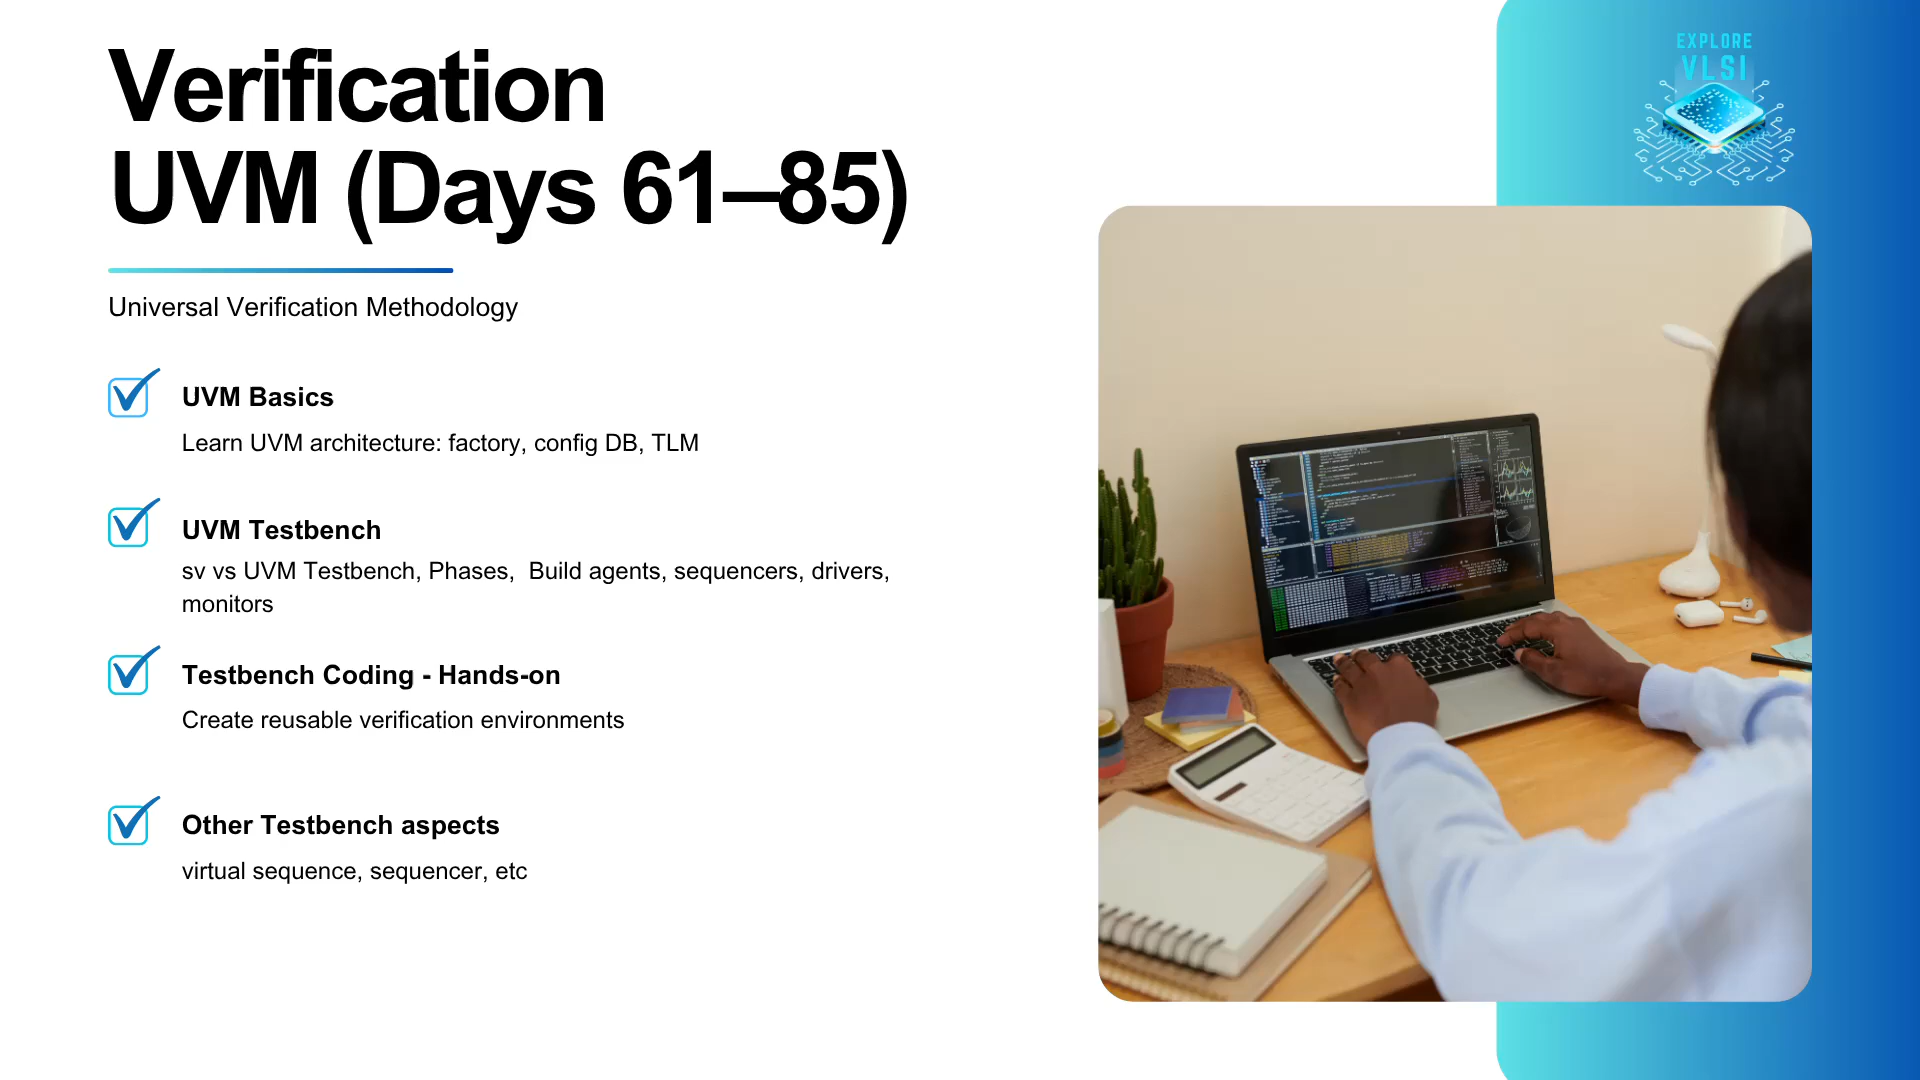 Verification
UVM (Days 61–85)
Universal Verification Methodology
UVM Basics
Learn UVM architecture: factory, config DB, TLM
UVM Testbench
sv vs UVM Testbench, Phases,  Build agents, sequencers, drivers,
monitors
Testbench Coding - Hands-on
Create reusable verification environments
Other Testbench aspects
virtual sequence, sequencer, etc
EXPLORE
VLSI